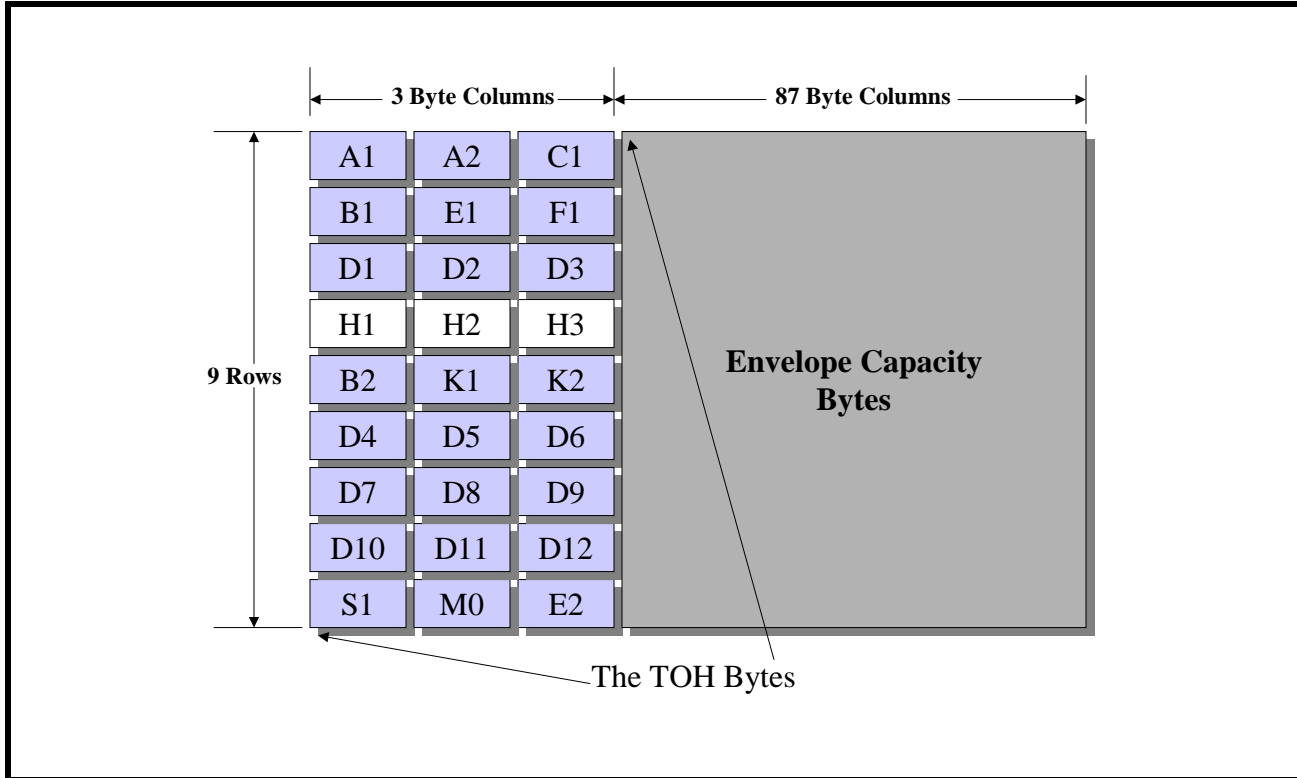 3 Byte Columns 87 Byte Columns
A1 A2 C1
B1 E1 F1
D1 D2 D3
H1 H2 H3
Envelope Capacity
Bytes
9 Rows
B2 K1 K2
D4 D5 D6
D7 D8 D9
D10 D11 D12
S1 M0 E2
The TOH Bytes